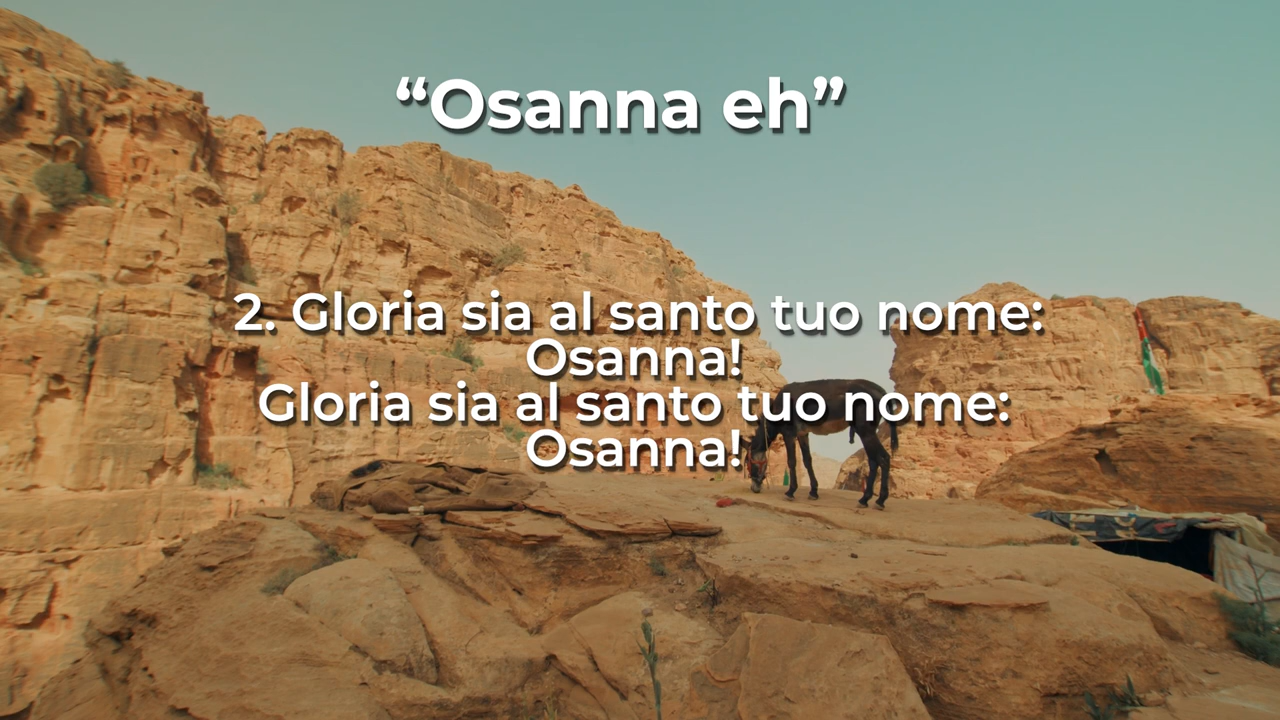 “Osanna eh”
2. Gloria sia al santo tuo nome:
Osanna!
Gloria sia al santo tuo nome:
Osanna!